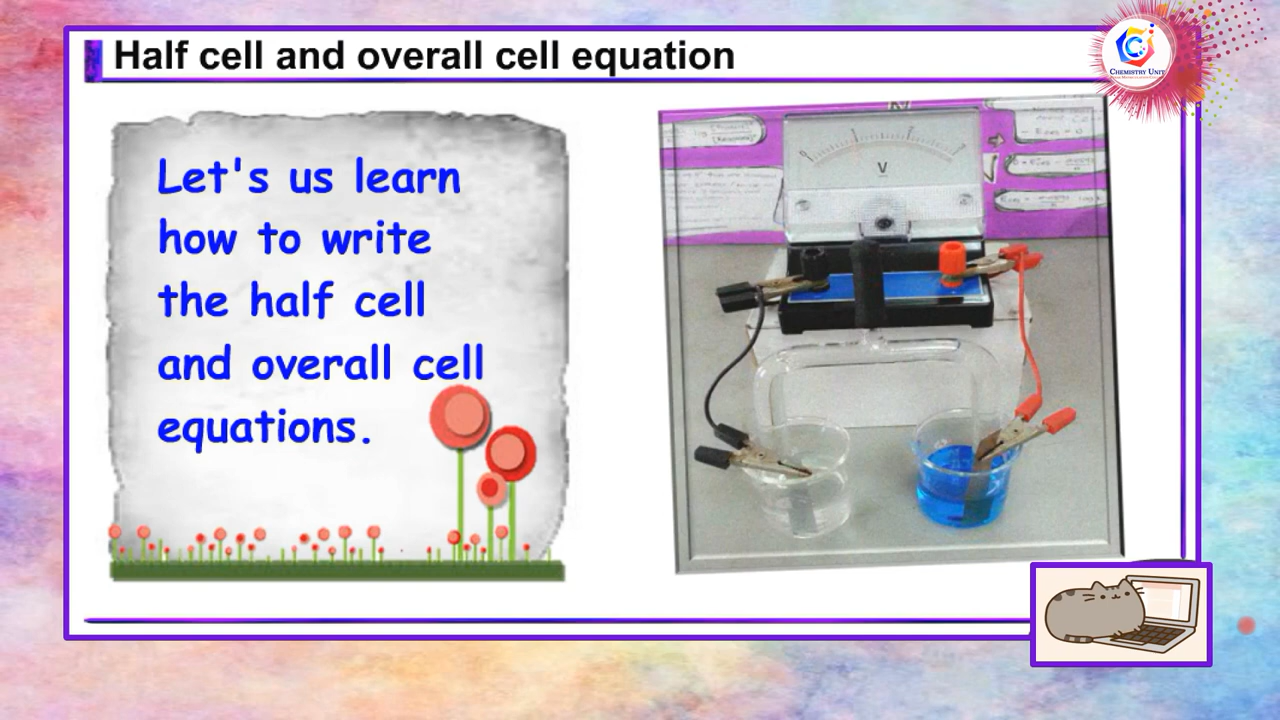 Half cell and overall cell equation
CHEMISTRY UNIT
Let's us learn
how to write
the half cell
and overall cell
equations.
V